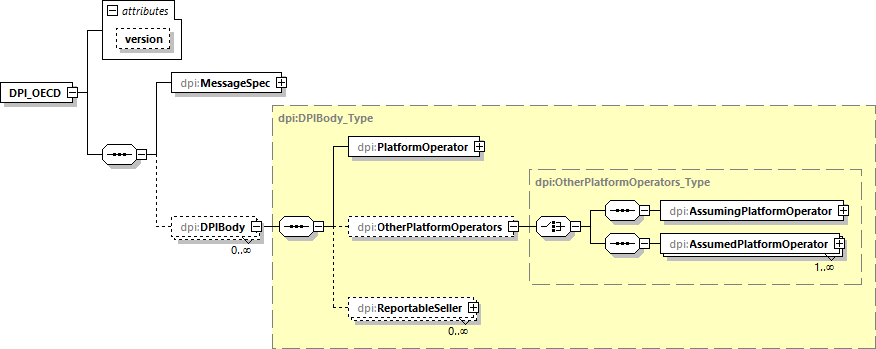 attributes
version
DPI_OECD
dpi:MessageSpec
dpi:DPIBody_Type
dpi:PlatformOperator
dpi:OtherPlatformOperators_Type
dpi:AssumingPlatformOperator
dpi:DPIBody
0..∞
dpi:OtherPlatformOperators
dpi:AssumedPlatformOperator
1..∞
dpi:ReportableSeller
0..∞